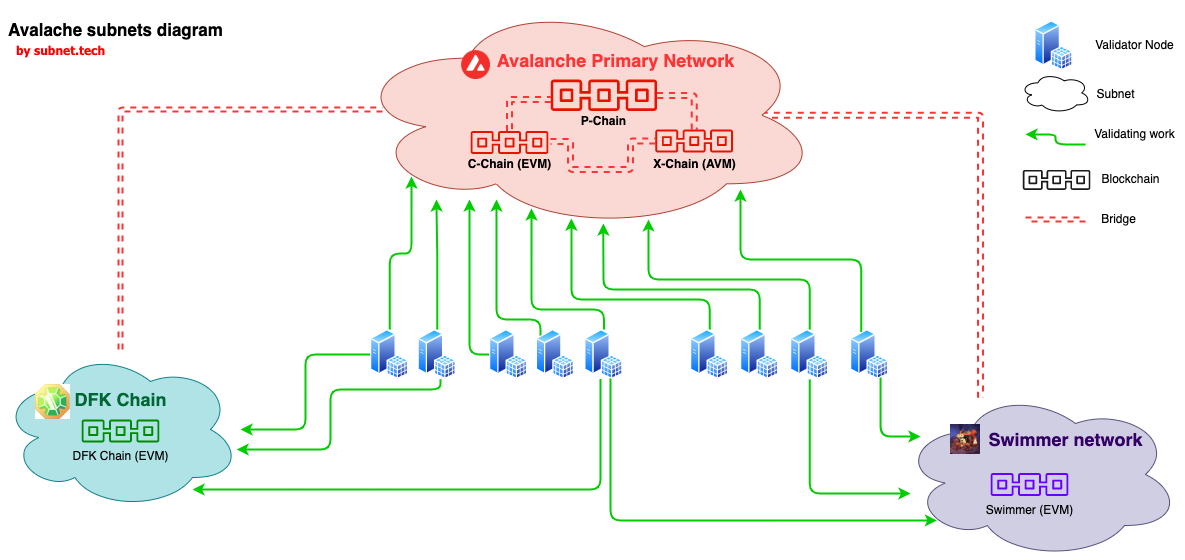 Avalache subnets diagram
by subnet.tech
Avalanche Primary Network
P-Chain
C-Chain (EVM)
X-Chain (AVM)
Validator Node
Subnet
Validating work
Blockchain
Bridge
DFK Chain
DFK Chain (EVM)
Swimmer network
Swimmer (EVM)